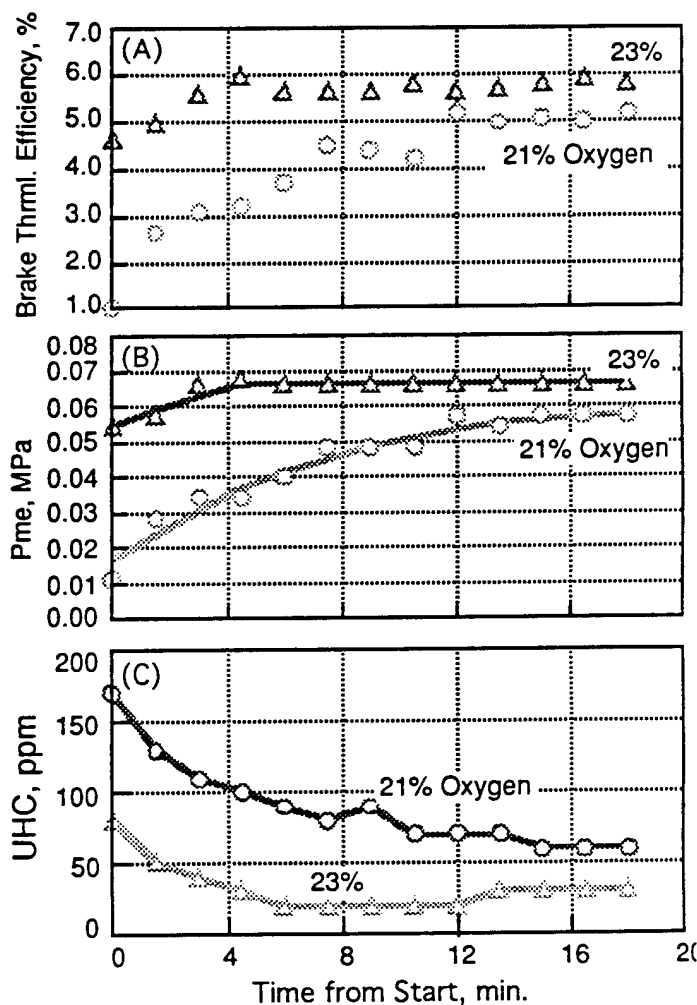 Brake Thrml. Efficiency, %
7.0
6.0
5.0
4.0
3.0
2.0
1.0
(A)
23%
21% Oxygen
Pme, MPa
0.08
0.07
0.06
0.05
0.04
0.03
0.02
0.01
0.00
(B)
23%
21% Oxygen
UHC, ppm
200
150
100
50
0
(C)
21% Oxygen
23%
0 4 8 12 16 20
Time from Start, min.